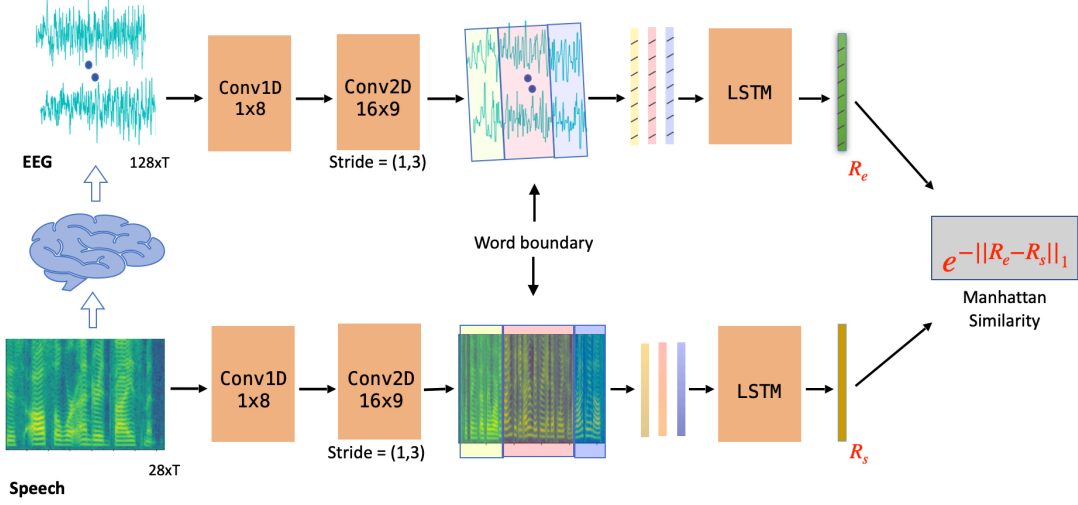 EEG
128xT
Conv1D
1x8
Conv2D
16x9
Stride = (1,3)
LSTM
Rₑ
Word boundary
e^{-||Rₑ-Rₛ||₁}
Manhattan
Similarity
Speech
28xT
Conv1D
1x8
Conv2D
16x9
Stride = (1,3)
LSTM
Rₛ